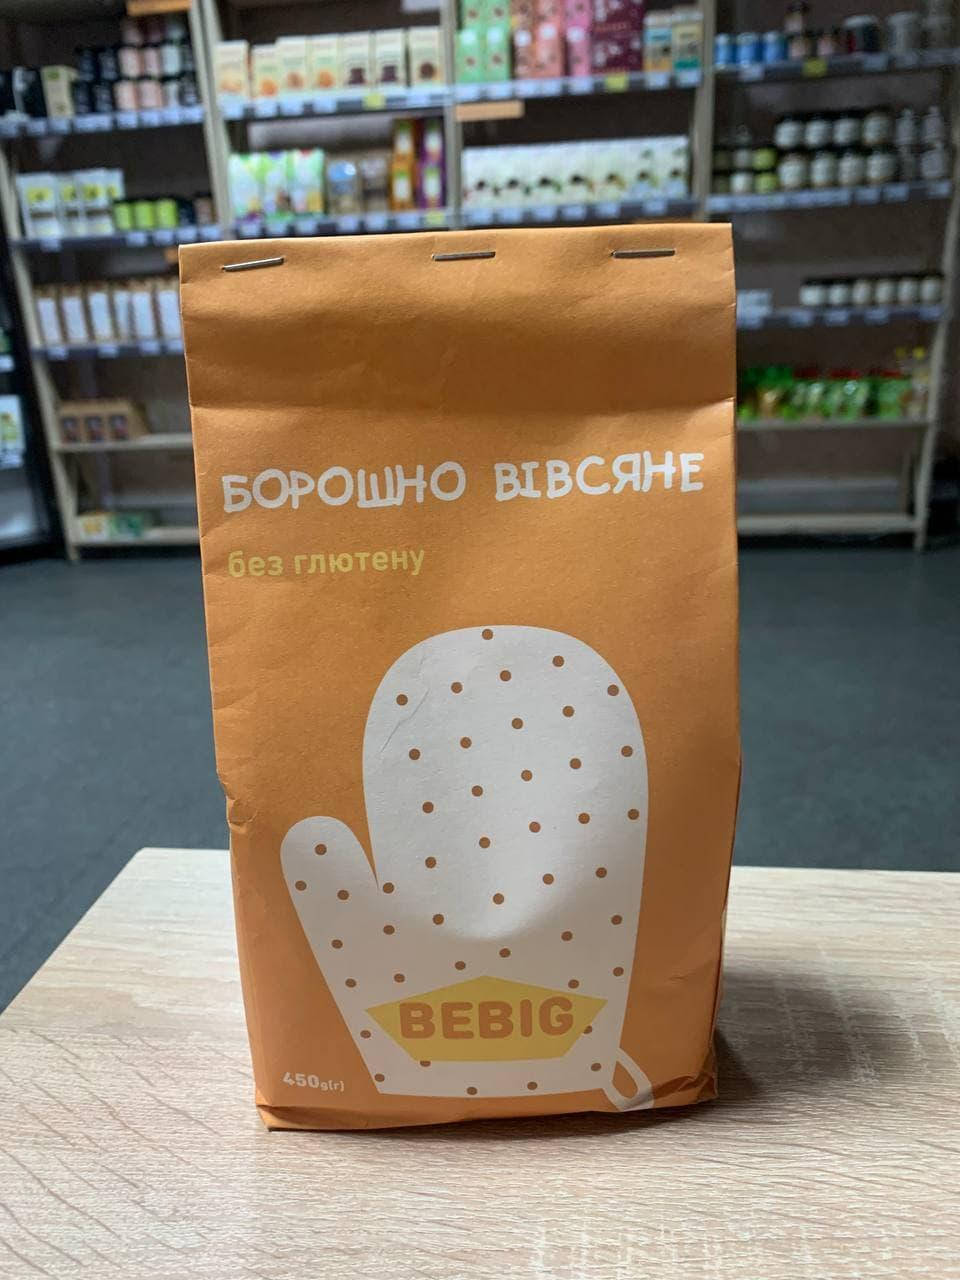 БОРОШНО ВІВСЯНЕ
без глютену
BEBIG
450g(г)